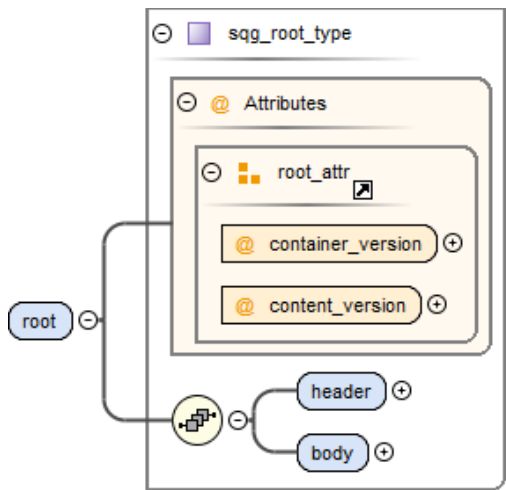 sqg_root_type
@ Attributes
root_attr
@ container_version
@ content_version
root
header
body